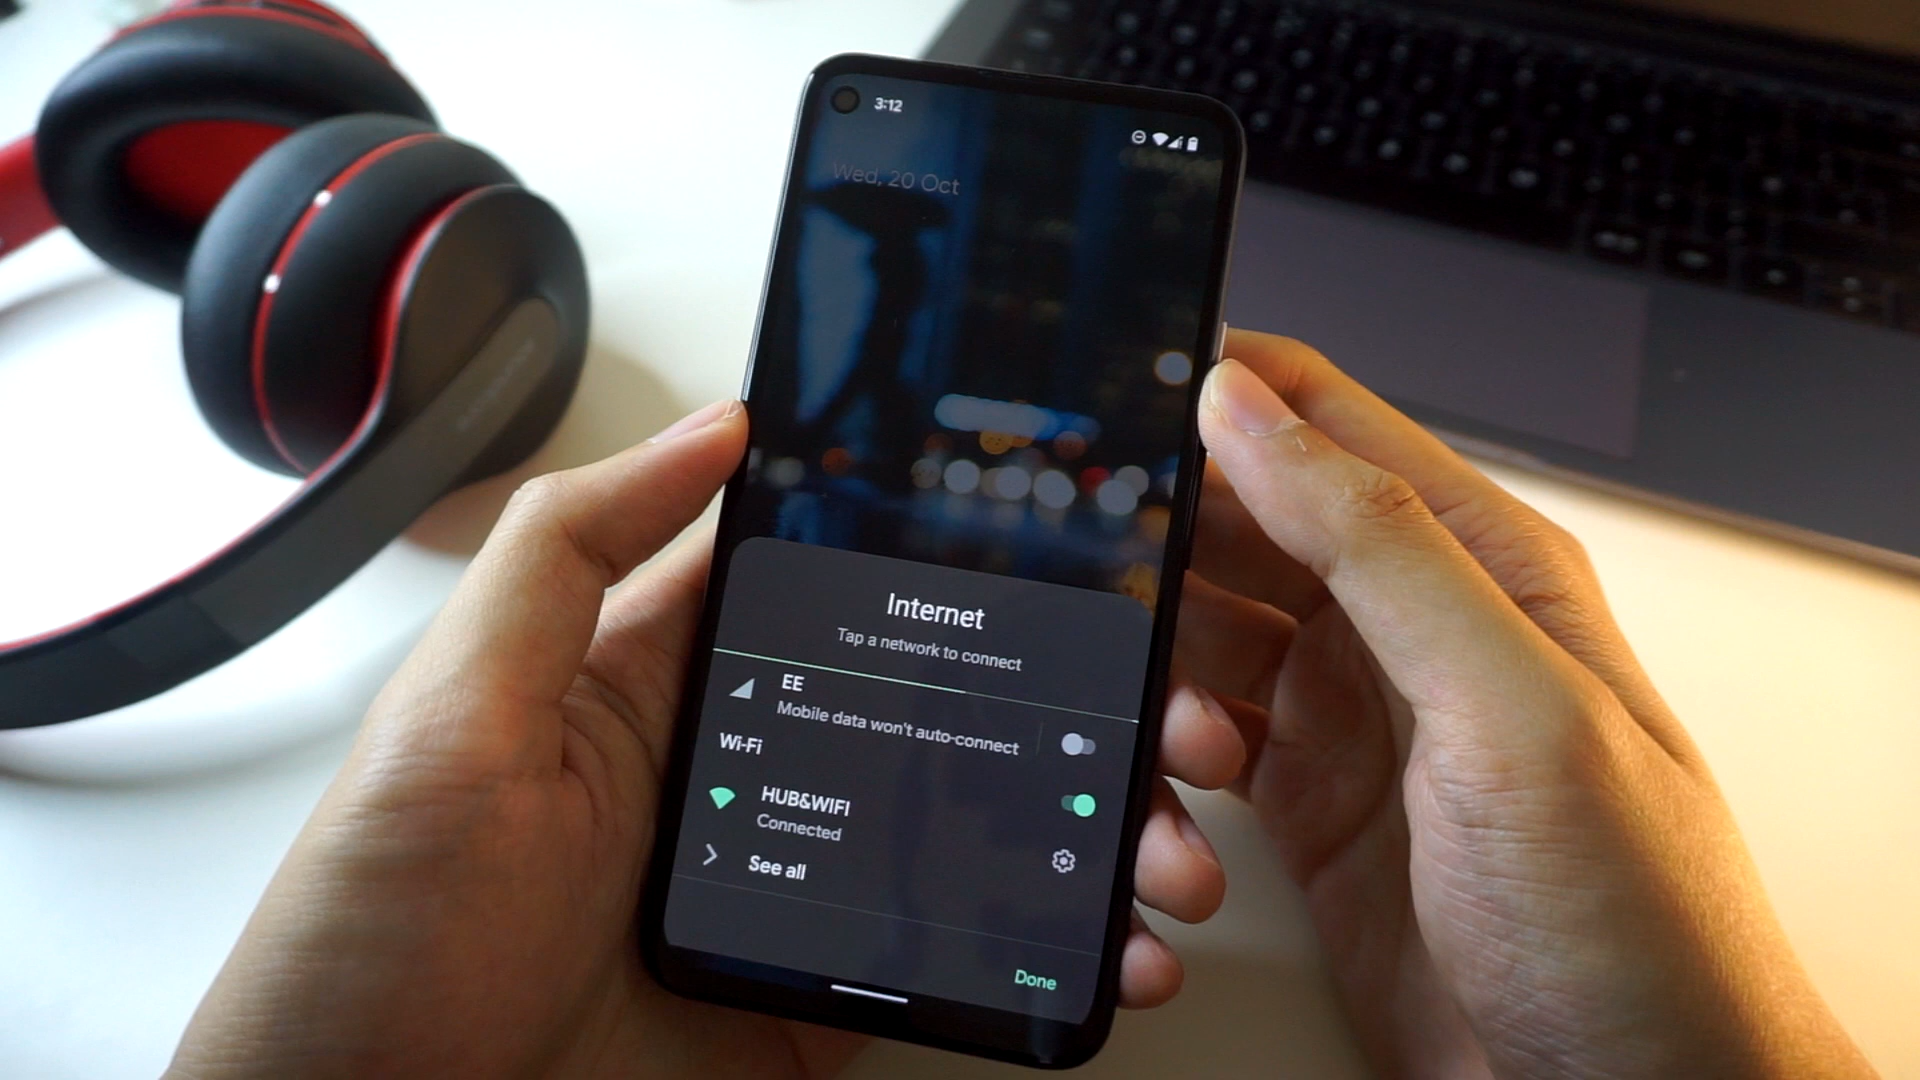 3:12
Wed, 20 Oct
Internet
Tap a network to connect
EE
Mobile data won't auto-connect
Wi-Fi
HUB&WIFI
Connected
See all
Done